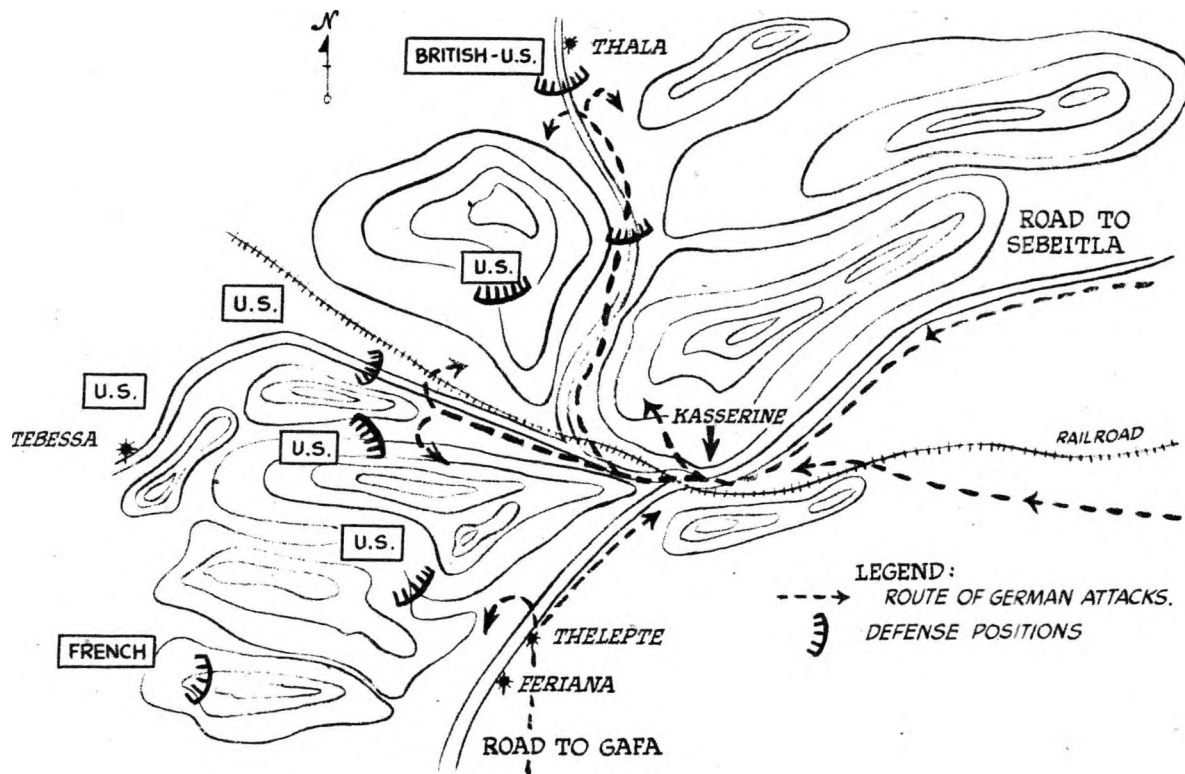 N
THALA
BRITISH-U.S.
ROAD TO
SEBEITLA
U.S.
U.S.
U.S.
KASSERINE
TEBESSA
RAILROAD
U.S.
U.S.
LEGEND:
ROUTE OF GERMAN ATTACKS.
DEFENSE POSITIONS
THELEPTE
FRENCH
FERIANA
ROAD TO GAFA